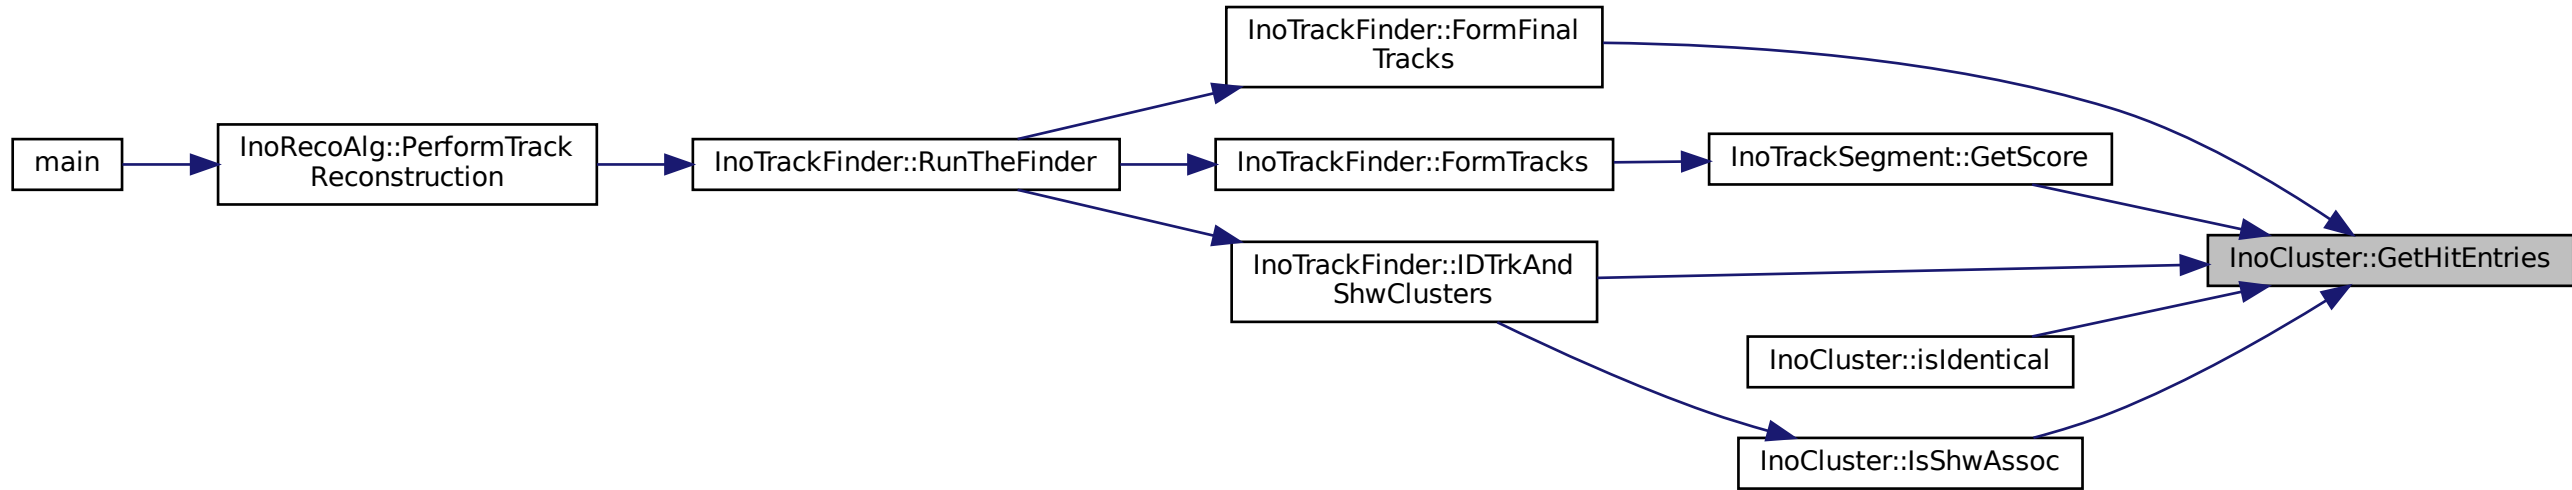 main
InoRecoAlg::PerformTrack
Reconstruction
InoTrackFinder::RunTheFinder
InoTrackFinder::FormFinal
Tracks
InoTrackFinder::FormTracks
InoTrackFinder::IDTrkAnd
ShwClusters
InoTrackSegment::GetScore
InoCluster::isIdentical
InoCluster::IsShwAssoc
InoCluster::GetHitEntries